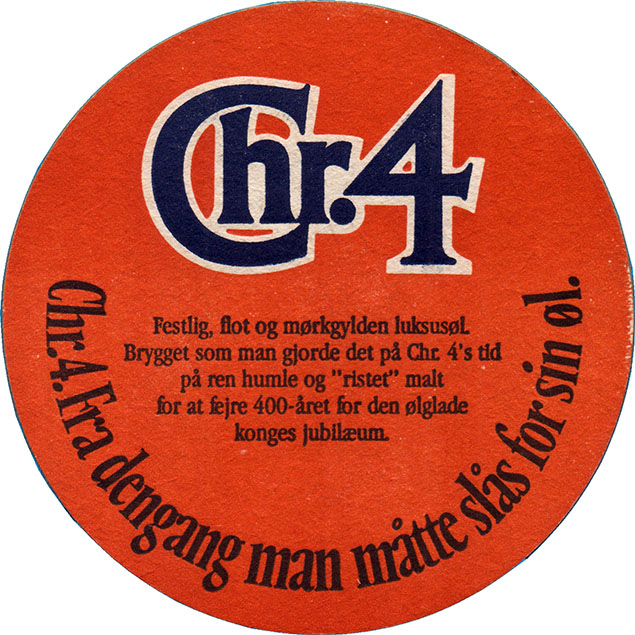 Chr.4
Festlig, flot og mørkgylden luksusøl.
Brygget som man gjorde det på Chr. 4's tid
på ren humle og "ristet" malt
for at fejre 400-året for den ølglade
konges jubilæum.
Chr.4. Fra dengang man måtte slås for sin øl.